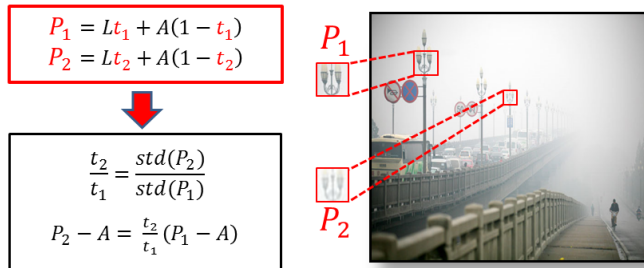 P₁ = Lt₁ + A(1 − t₁)
P₂ = Lt₂ + A(1 − t₂)
t₂/t₁ = std(P₂)/std(P₁)
P₂ − A = t₂/t₁ (P₁ − A)
P₁
P₂